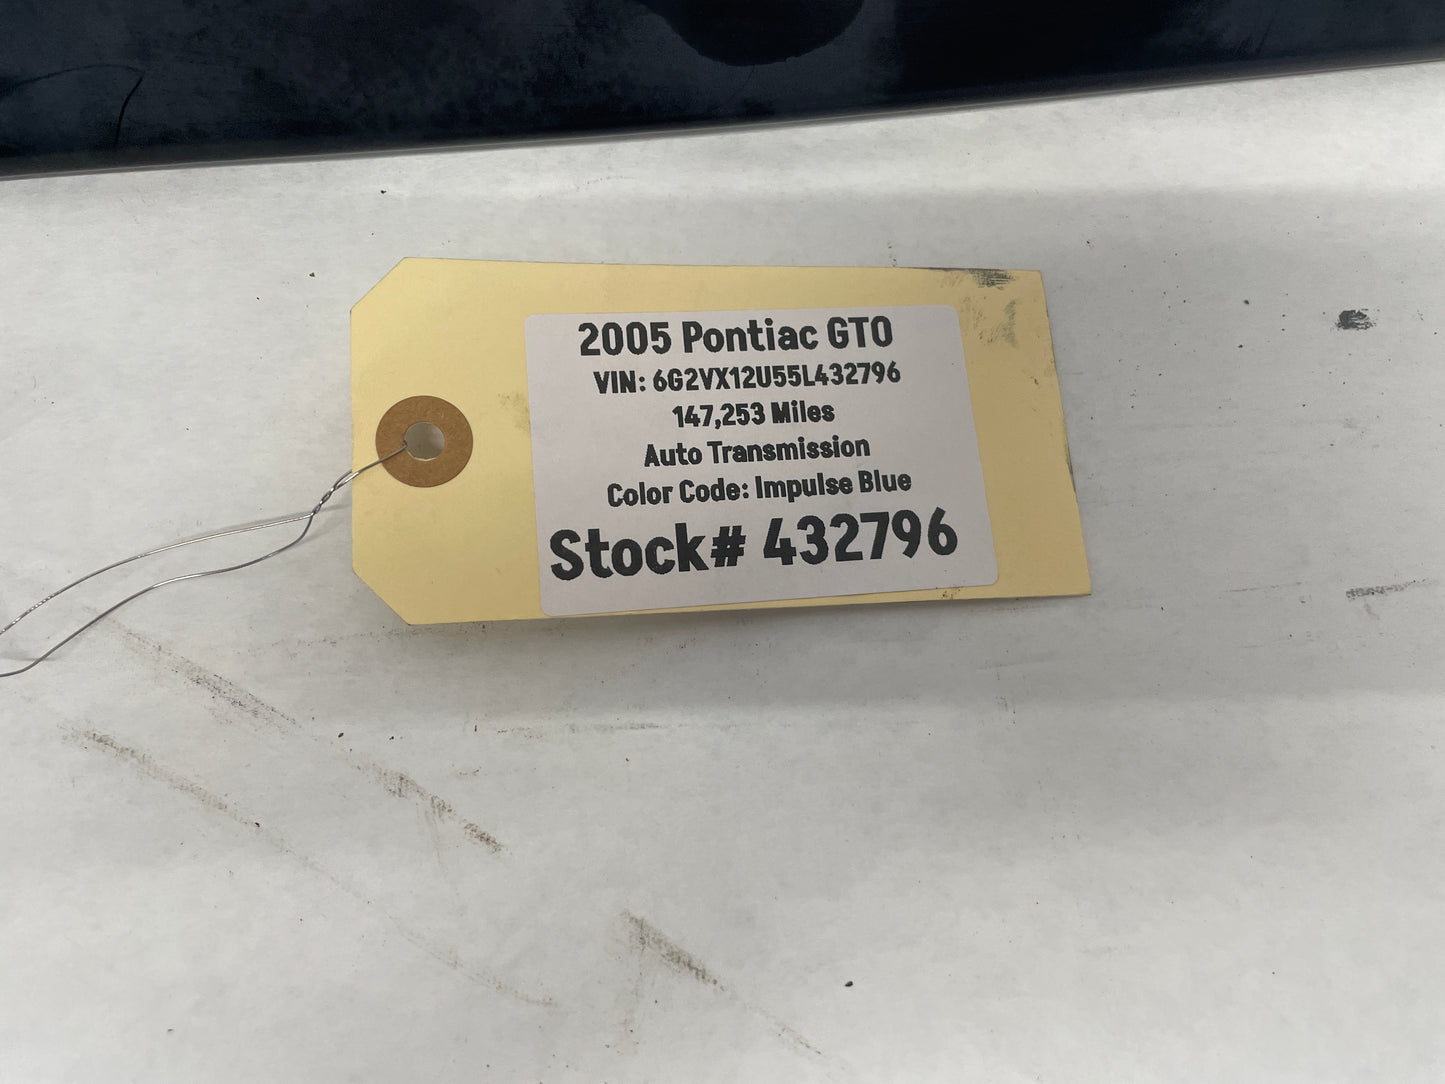 2005 Pontiac GTO
VIN: 6G2VX12U55L432796
147,253 Miles
Auto Transmission
Color Code: Impulse Blue
Stock# 432796